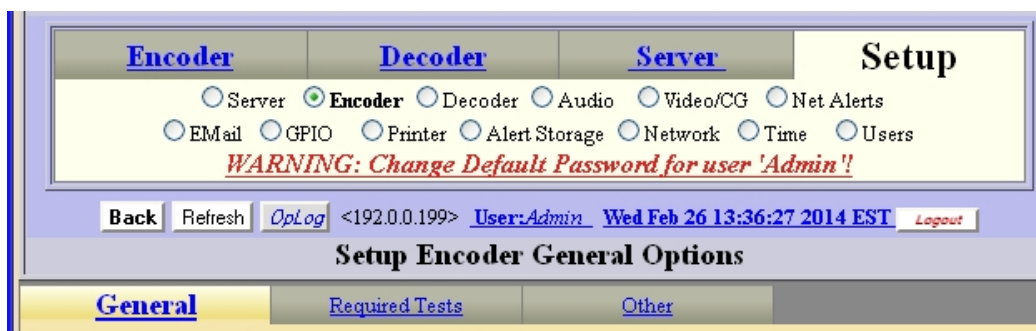 Encoder Decoder Server Setup
Server Encoder Decoder Audio Video/CG Net Alerts
EMail GPIO Printer Alert Storage Network Time Users
WARNING: Change Default Password for user 'Admin'!
Back Refresh OpLog <192.0.0.199> User:Admin Wed Feb 26 13:36:27 2014 EST Logout
Setup Encoder General Options
General Required Tests Other